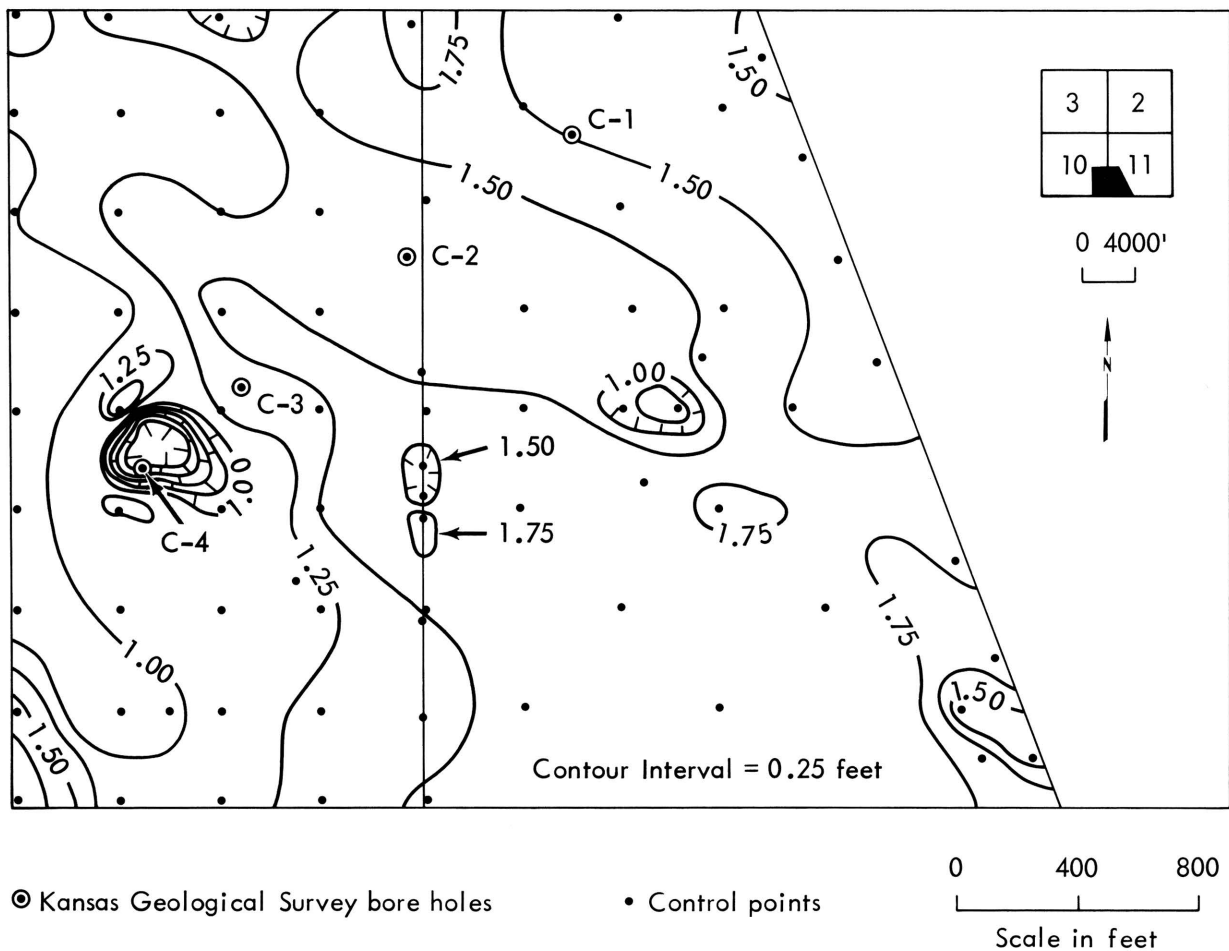 1.75
1.50
C-1
3 2
10 11
1.50
1.50
0 4000'
C-2
N
1.25
1.00
C-3
1.50
1.0
0
1.75
1.75
C-4
1.25
1.75
1.00
1.50
1.50
Contour Interval = 0.25 feet
0 400 800
Kansas Geological Survey bore holes
Control points
Scale in feet